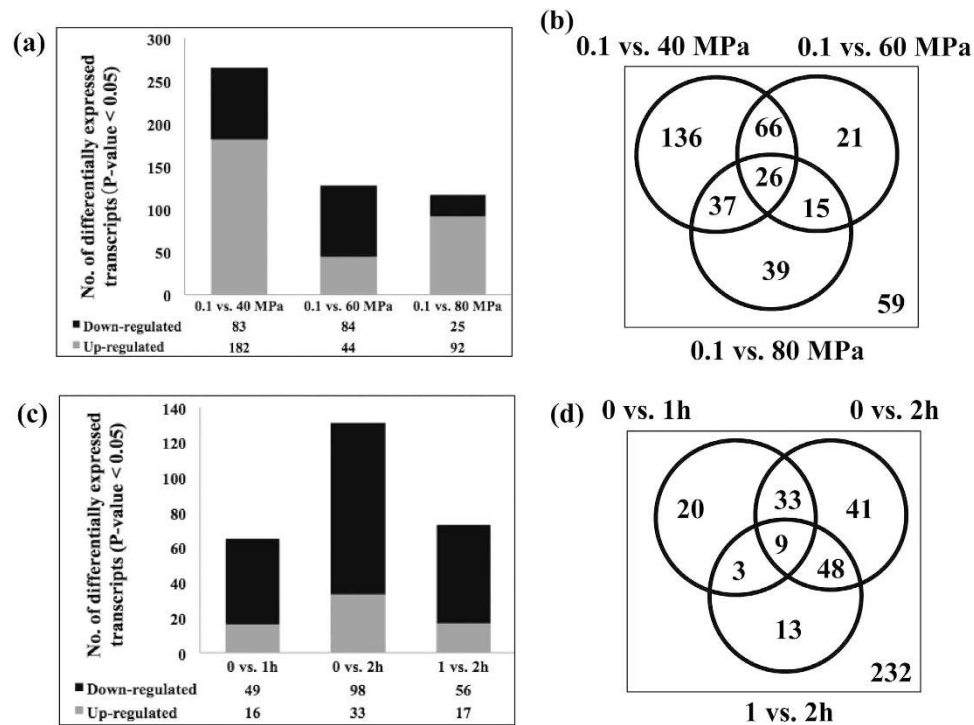 (a)
No. of differentially expressed
transcripts (P-value < 0.05)
300
250
200
150
100
50
0
0.1 vs. 40 MPa 0.1 vs. 60 MPa 0.1 vs. 80 MPa
Down-regulated 83 84 25
Up-regulated 182 44 92
(b)
0.1 vs. 40 MPa 0.1 vs. 60 MPa
136 66 21
26
37 15
39
59
0.1 vs. 80 MPa
(c)
No. of differentially expressed
transcripts (P-value < 0.05)
140
120
100
80
60
40
20
0
0 vs. 1h 0 vs. 2h 1 vs. 2h
Down-regulated 49 98 56
Up-regulated 16 33 17
(d)
0 vs. 1h 0 vs. 2h
20 33 41
9
3 48
13
232
1 vs. 2h